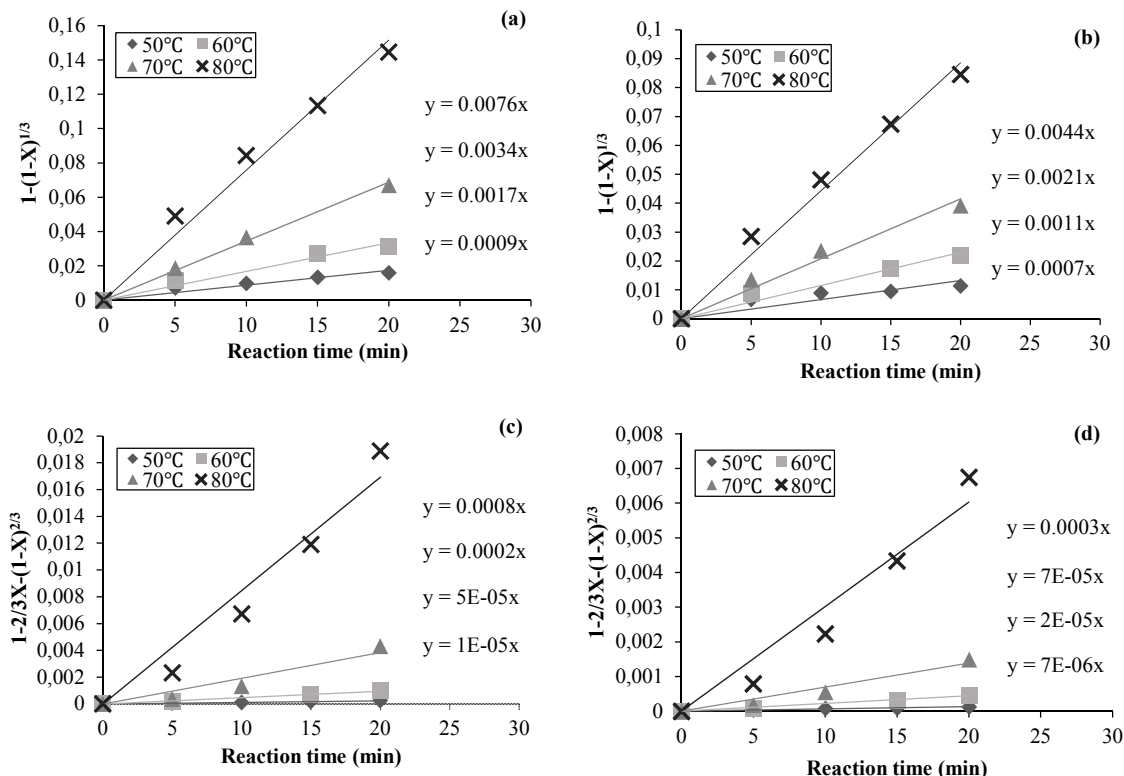 (a)
0,16
0,14
0,12
0,1
0,08
0,06
0,04
0,02
0
1-(1-X)^{1/3}
50℃ 60℃
70℃ 80℃
y = 0.0076x
y = 0.0034x
y = 0.0017x
y = 0.0009x
0 5 10 15 20 25 30
Reaction time (min)
(b)
0,1
0,09
0,08
0,07
0,06
0,05
0,04
0,03
0,02
0,01
0
1-(1-X)^{1/3}
50℃ 60℃
70℃ 80℃
y = 0.0044x
y = 0.0021x
y = 0.0011x
y = 0.0007x
0 5 10 15 20 25 30
Reaction time (min)
(c)
0,02
0,018
0,016
0,014
0,012
0,01
0,008
0,006
0,004
0,002
0
1-2/3X-(1-X)^{2/3}
50℃ 60℃
70℃ 80℃
y = 0.0008x
y = 0.0002x
y = 5E-05x
y = 1E-05x
0 5 10 15 20 25 30
Reaction time (min)
(d)
0,008
0,007
0,006
0,005
0,004
0,003
0,002
0,001
0
1-2/3X-(1-X)^{2/3}
50℃ 60℃
70℃ 80℃
y = 0.0003x
y = 7E-05x
y = 2E-05x
y = 7E-06x
0 5 10 15 20 25 30
Reaction time (min)